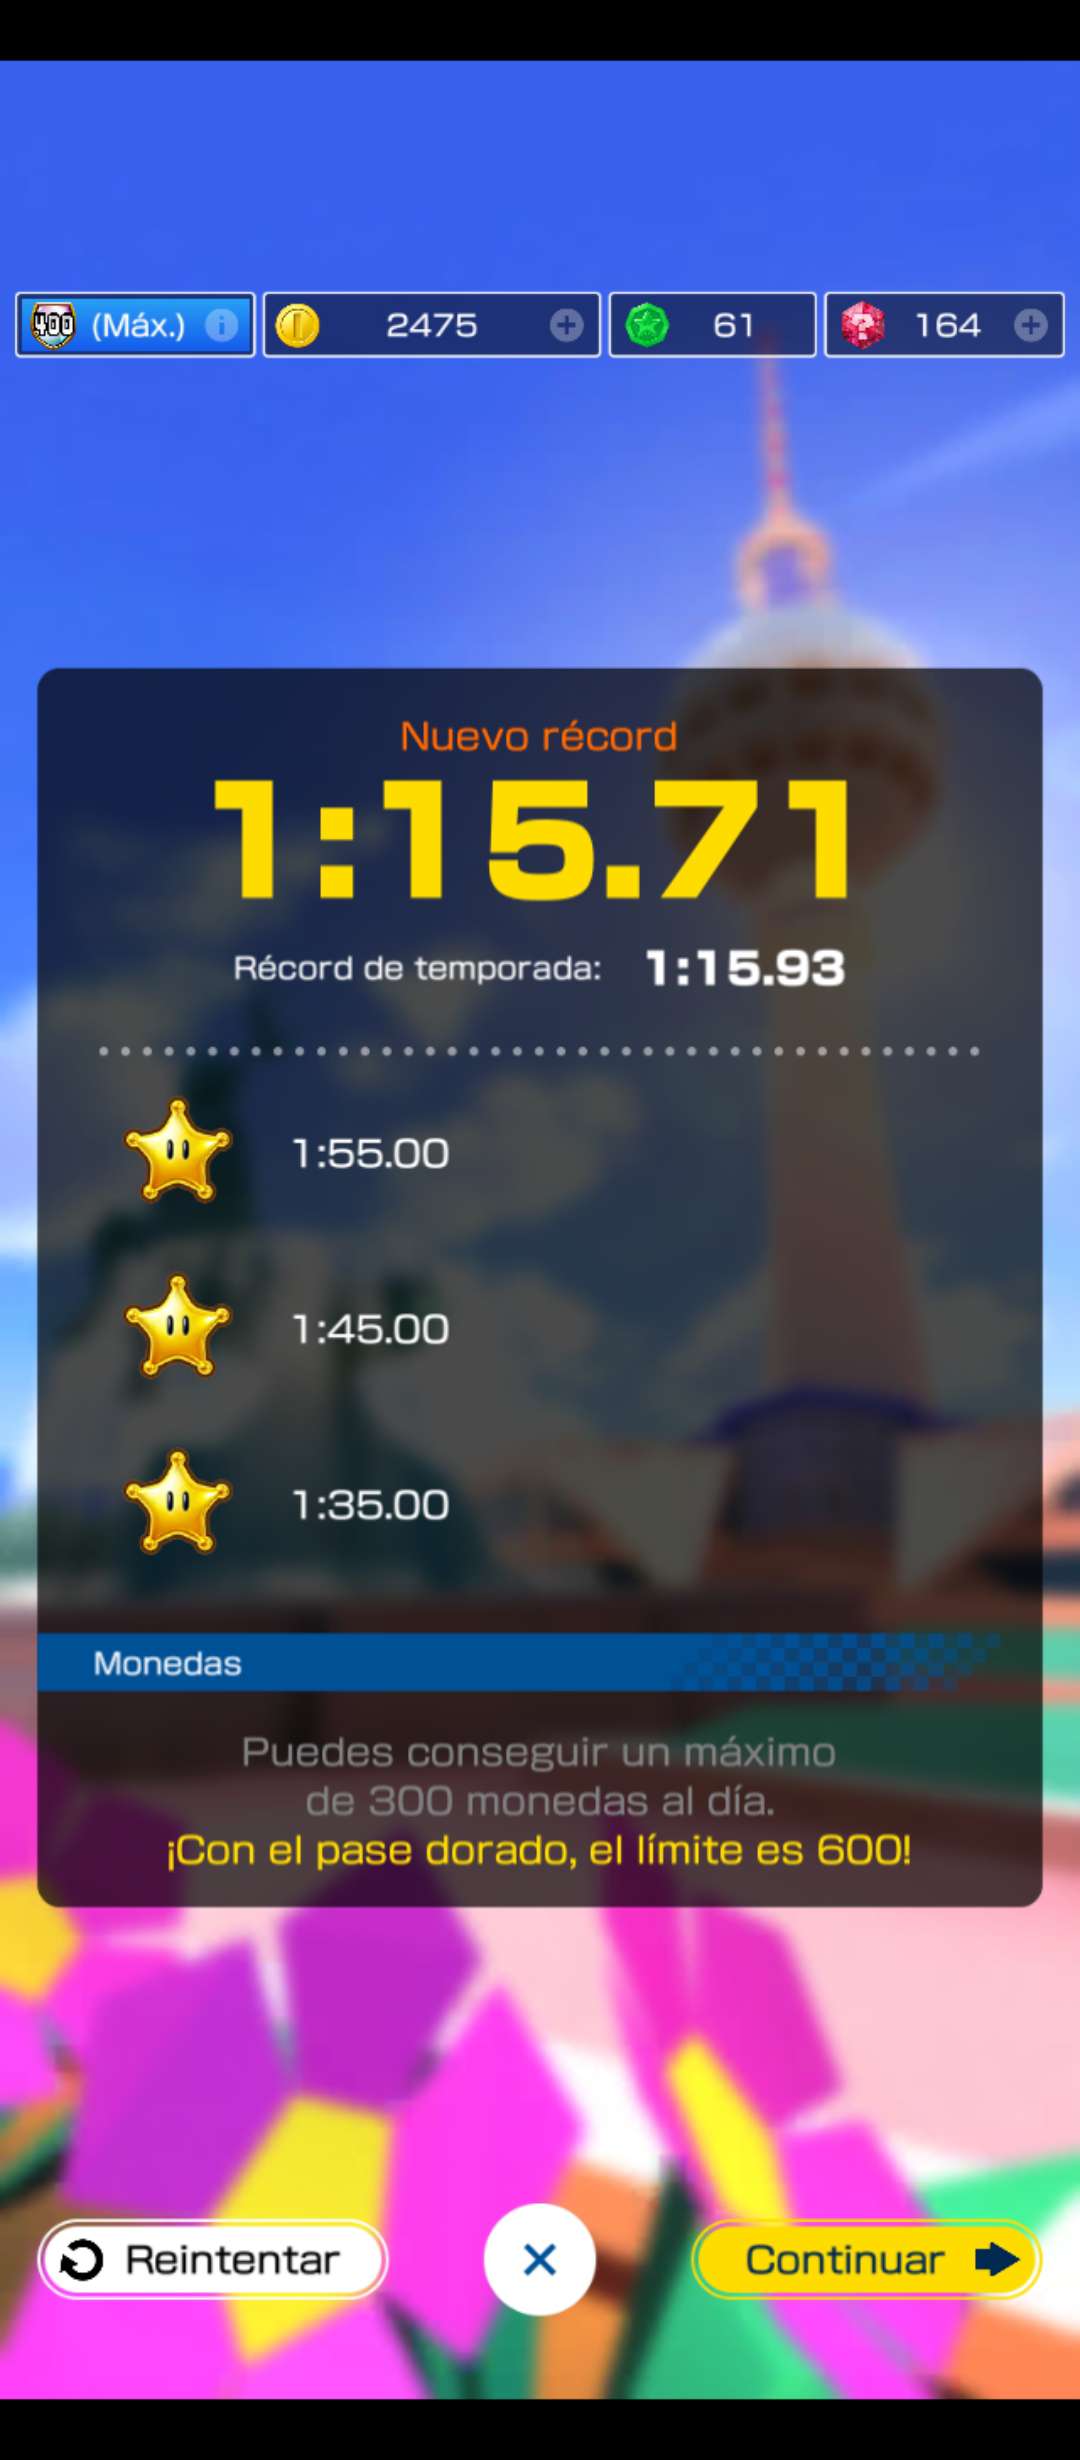 400 (Máx.) i 2475 + 61 ? 164 +
Nuevo récord
1:15.71
Récord de temporada: 1:15.93
1:55.00
1:45.00
1:35.00
Monedas
Puedes conseguir un máximo
de 300 monedas al día.
¡Con el pase dorado, el límite es 600!
Reintentar × Continuar